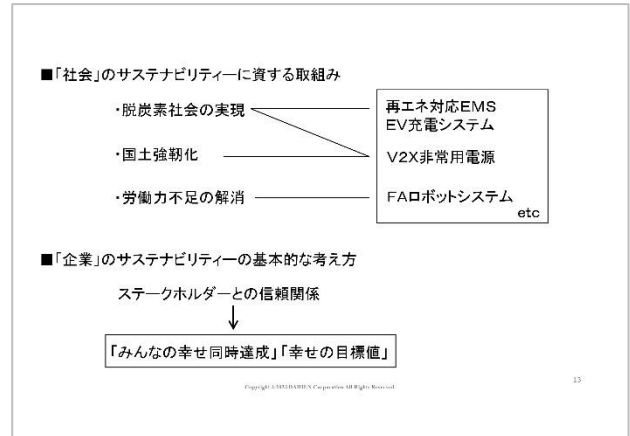 ■「社会」のサステナビリティーに資する取組み
・脱炭素社会の実現
再エネ対応EMS
EV充電システム
・国土強靭化
V2X非常用電源
・労働力不足の解消
FAロボットシステム
etc
■「企業」のサステナビリティーの基本的な考え方
ステークホルダーとの信頼関係
「みんなの幸せ同時達成」「幸せの目標値」
Corporation All Rights Reserved
13